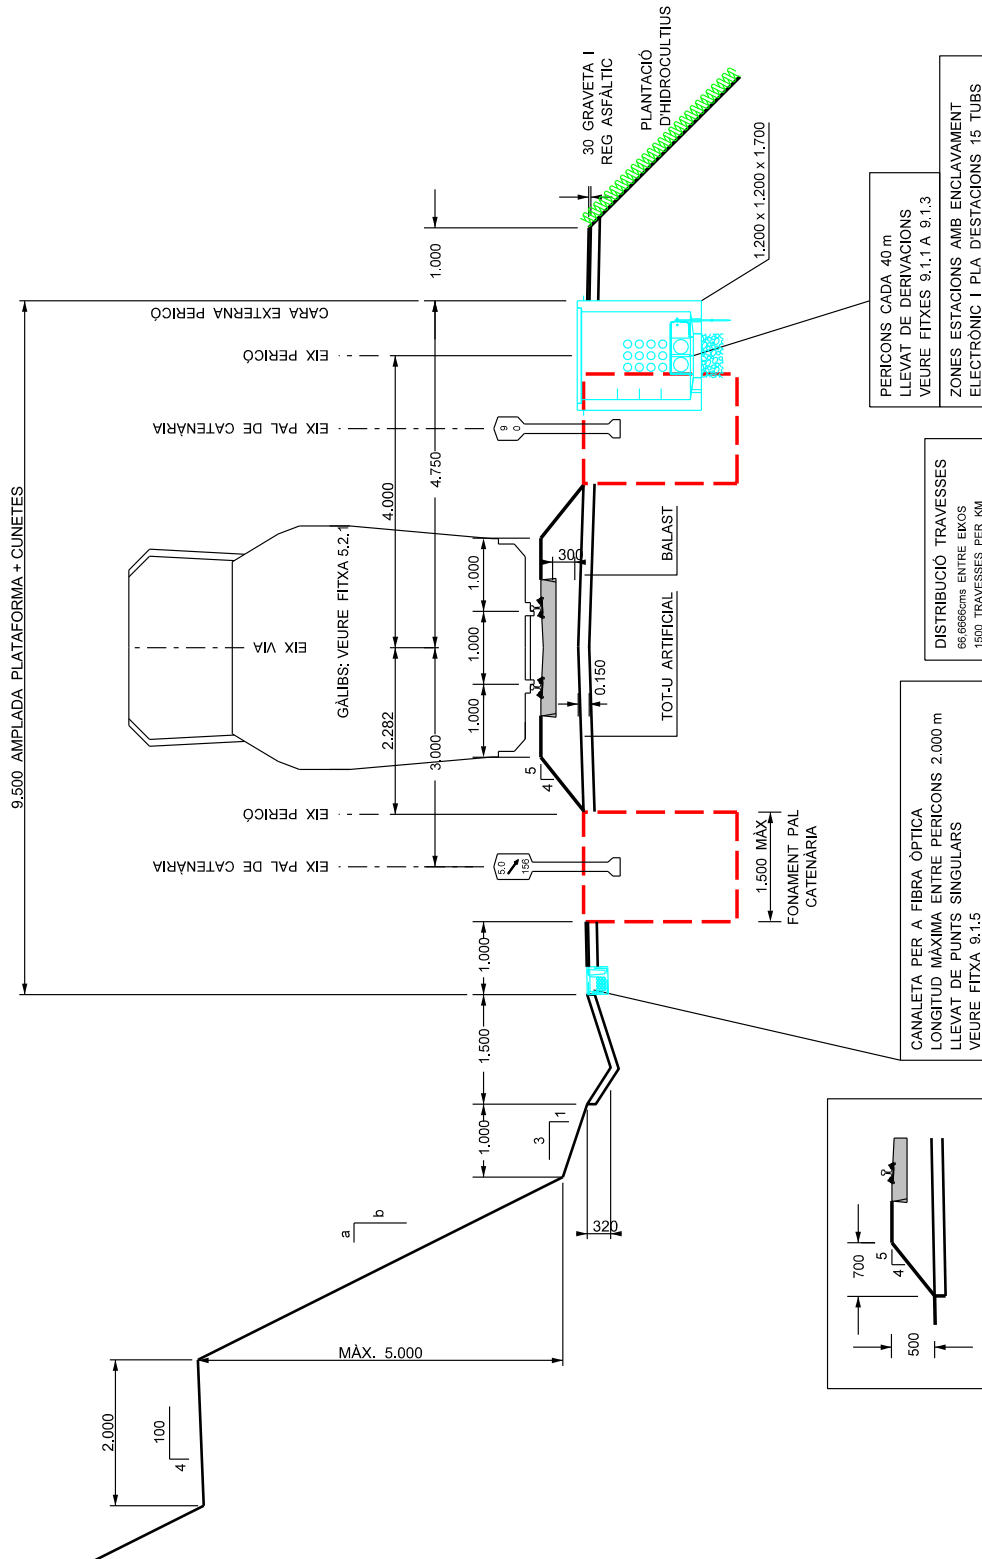 9.500 AMPLADA PLATAFORMA + CUNETES
CARA EXTERNA PERICÓ
EIX PERICÓ
EIX PAL DE CATENÀRIA
EIX VIA
EIX PERICÓ
EIX PAL DE CATENÀRIA
GÀLIBS: VEURE FITXA 5.2.1
2.282
4.000
3.000
4.750
1.000
1.000
1.000
1.000
1.000
1.500
1.000
30 GRAVETA I
REG ASFÀLTIC
PLANTACIÓ
D'HIDROCULTIUS
1.200 x 1.200 x 1.700
9
0
5.0
156
300
0.150
5
4
TOT-U ARTIFICIAL
BALAST
1.500 MÀX
FONAMENT PAL
CATENÀRIA
3
1
320
a
b
MÀX. 5.000
2.000
100
4
PERICONS CADA 40 m
LLEVAT DE DERIVACIONS
VEURE FITXES 9.1.1 A 9.1.3
ZONES ESTACIONS AMB ENCLAVAMENT
ELECTRÒNIC I PLA D'ESTACIONS 15 TUBS
DISTRIBUCIÓ TRAVESSES
66,6666cms ENTRE EIXOS
1500 TRAVESSES PER KM
CANALETA PER A FIBRA ÒPTICA
LONGITUD MÀXIMA ENTRE PERICONS 2.000 m
LLEVAT DE PUNTS SINGULARS
VEURE FITXA 9.1.5
700
5
4
500